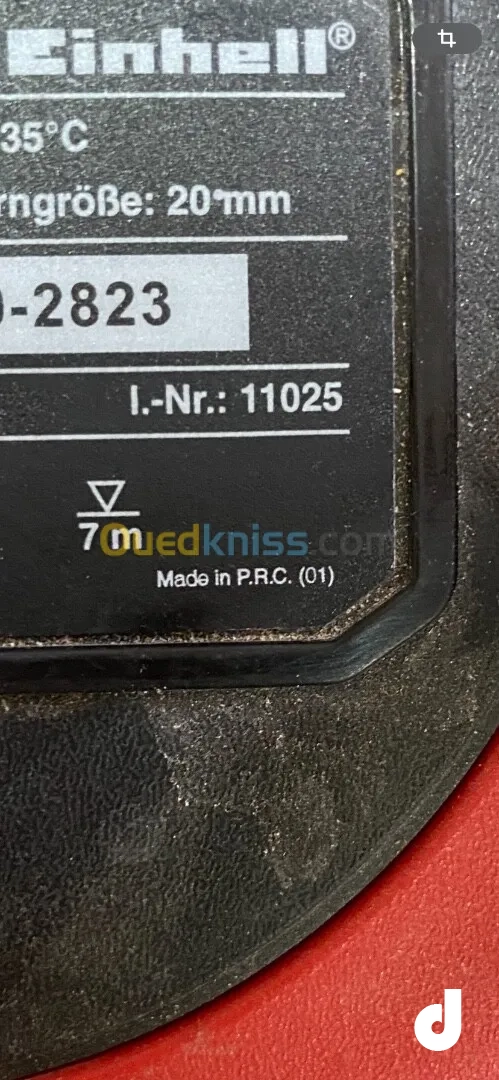 Einhell®
35°C
rngröße: 20 mm
-2823
I.-Nr.: 11025
7 m
Ouedkniss.com
Made in P.R.C. (01)